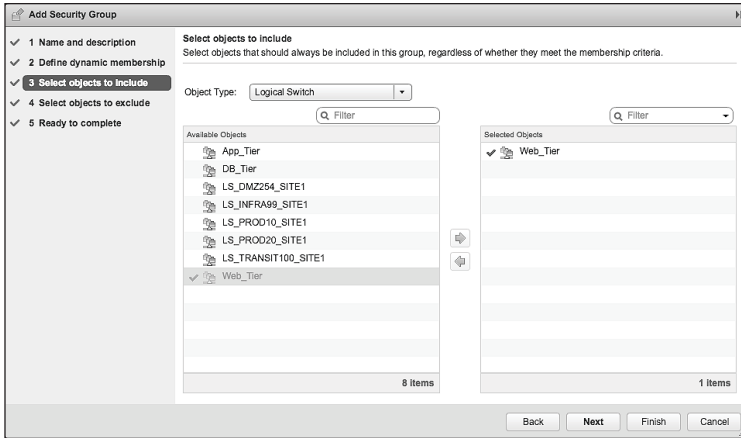 Add Security Group
1 Name and description
2 Define dynamic membership
3 Select objects to include
4 Select objects to exclude
5 Ready to complete
Select objects to include
Select objects that should always be included in this group, regardless of whether they meet the membership criteria.
Object Type: Logical Switch
Filter
Filter
Available Objects
App_Tier
DB_Tier
LS_DMZ254_SITE1
LS_INFRA99_SITE1
LS_PROD10_SITE1
LS_PROD20_SITE1
LS_TRANSIT100_SITE1
Web_Tier
8 items
Selected Objects
Web_Tier
1 items
Back Next Finish Cancel